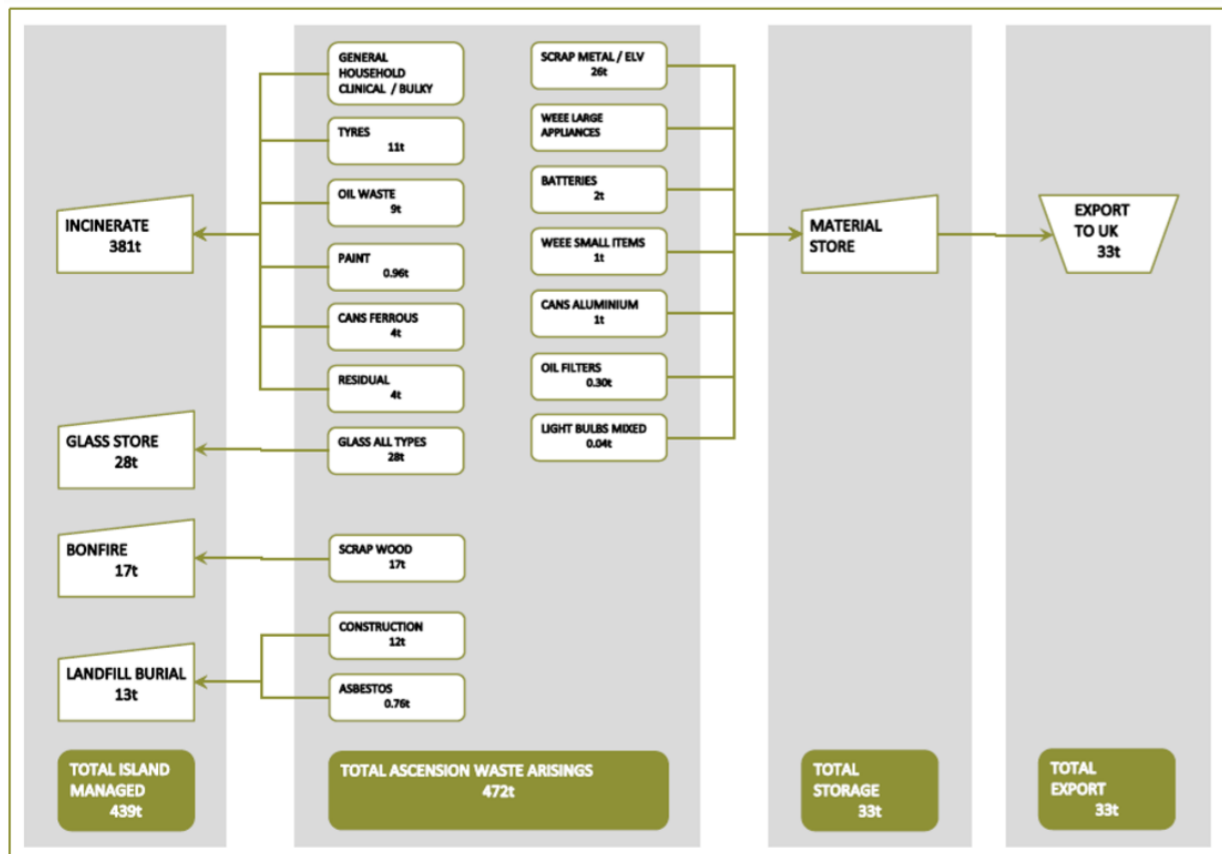 INCINERATE
381t
GLASS STORE
28t
BONFIRE
17t
LANDFILL BURIAL
13t
TOTAL ISLAND
MANAGED
439t
GENERAL
HOUSEHOLD
CLINICAL / BULKY
TYRES
11t
OIL WASTE
9t
PAINT
0.96t
CANS FERROUS
4t
RESIDUAL
4t
GLASS ALL TYPES
28t
SCRAP WOOD
17t
CONSTRUCTION
12t
ASBESTOS
0.76t
SCRAP METAL / ELV
26t
WEEE LARGE
APPLIANCES
BATTERIES
2t
WEEE SMALL ITEMS
1t
CANS ALUMINIUM
1t
OIL FILTERS
0.30t
LIGHT BULBS MIXED
0.04t
TOTAL ASCENSION WASTE ARISINGS
472t
MATERIAL
STORE
TOTAL
STORAGE
33t
EXPORT
TO UK
33t
TOTAL
EXPORT
33t